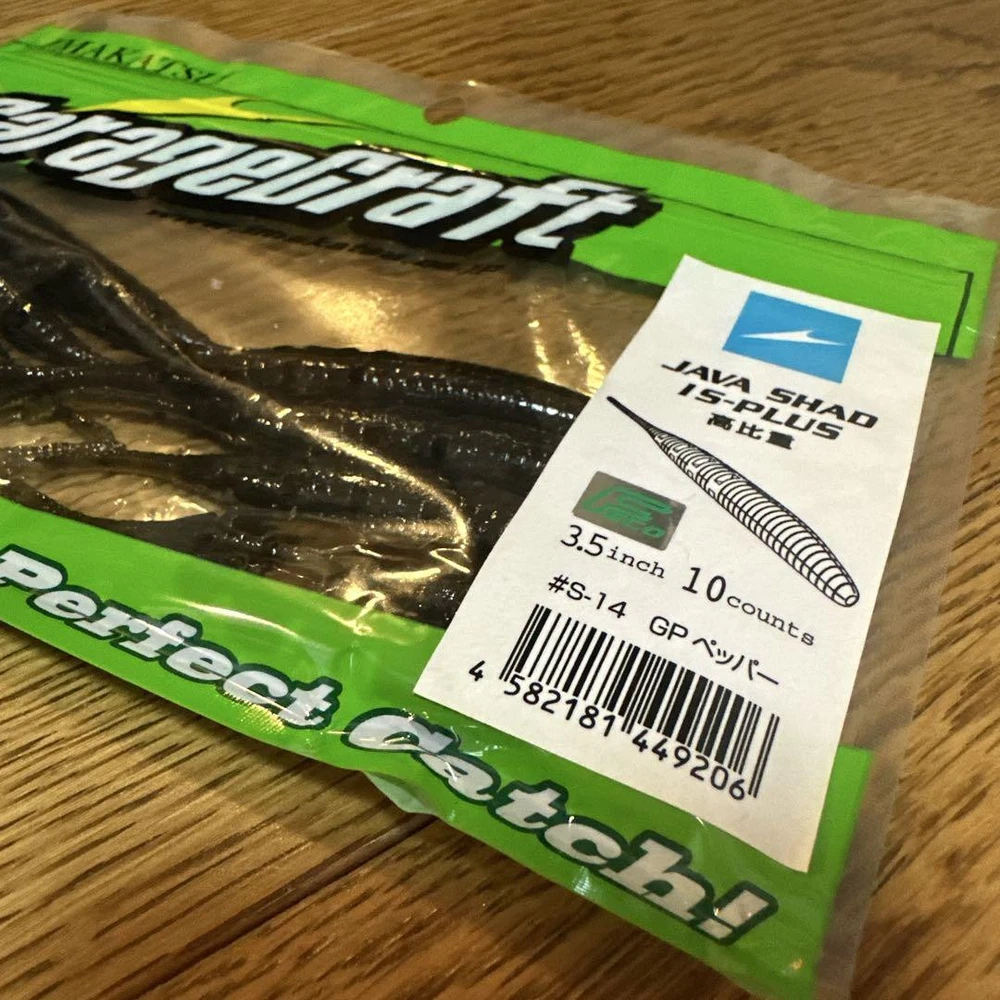 IMAKATSU
GarageCraft
JAVA SHAD
IS-PLUS
高比重
3.5inch 10counts
#S-14 GPペッパー
4 582181 449206
Perfect Catch!